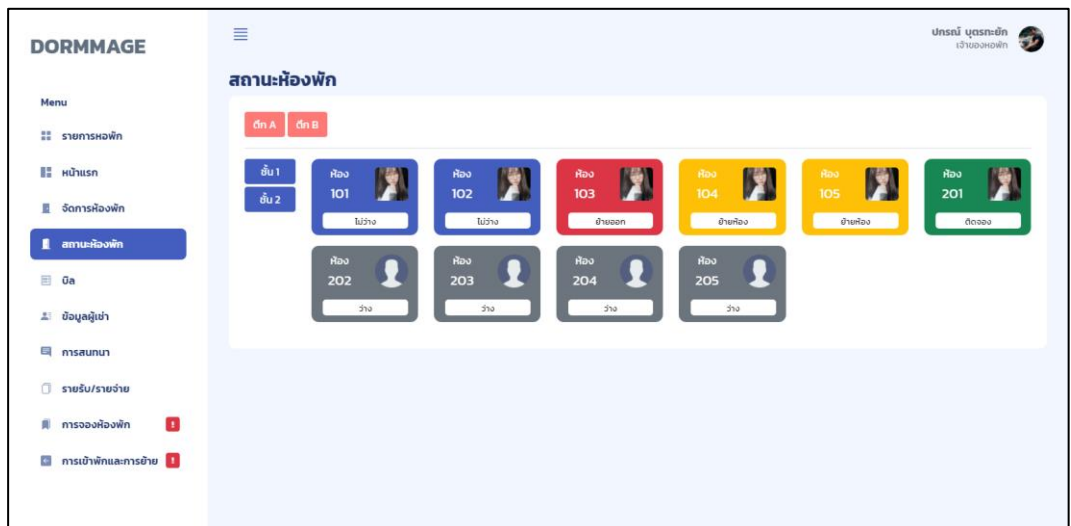 DORMMAGE
Menu
รายการหอพัก
หน้าแรก
จัดการห้องพัก
สถานะห้องพัก
บิล
ข้อมูลผู้เช่า
การสนทนา
รายรับ/รายจ่าย
การจองห้องพัก
การเข้าพักและการย้าย
ปกรณ์ บุตรทะยัก
เจ้าของหอพัก
สถานะห้องพัก
ตึก A ตึก B
ชั้น 1
ชั้น 2
ห้อง
101
ไม่ว่าง
ห้อง
102
ไม่ว่าง
ห้อง
103
ย้ายออก
ห้อง
104
ย้ายห้อง
ห้อง
105
ย้ายห้อง
ห้อง
201
ติดจอง
ห้อง
202
ว่าง
ห้อง
203
ว่าง
ห้อง
204
ว่าง
ห้อง
205
ว่าง